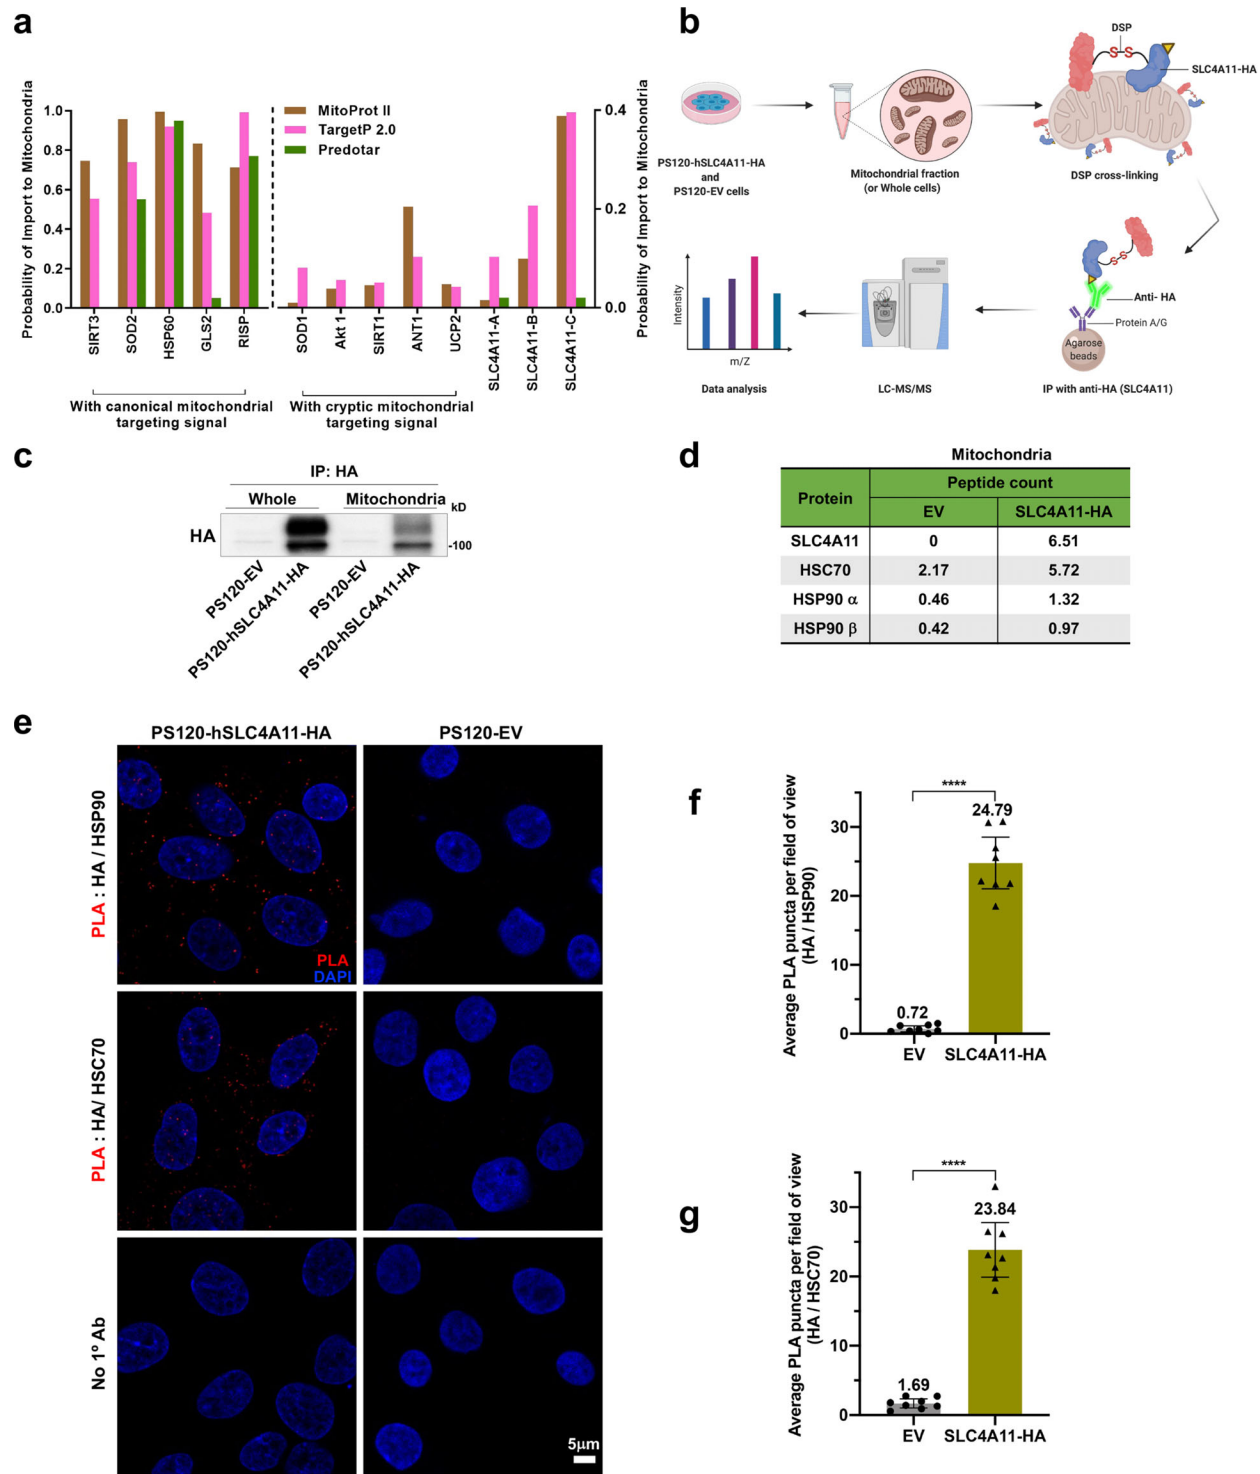 a
Probability of Import to Mitochondria
1.0
0.8
0.6
0.4
0.2
0.0
MitoProt II
TargetP 2.0
Predotar
0.4
0.2
0.0
Probability of Import to Mitochondria
SIRT3
SOD2
HSP60
GLS2
RISP
SOD1
Akt 1
SIRT1
ANT1
UCP2
SLC4A11-A
SLC4A11-B
SLC4A11-C
With canonical mitochondrial
targeting signal
With cryptic mitochondrial
targeting signal
b
PS120-hSLC4A11-HA
and
PS120-EV cells
Mitochondrial fraction
(or Whole cells)
DSP
S S
SLC4A11-HA
DSP cross-linking
S S
Anti- HA
Protein A/G
Agarose
beads
IP with anti-HA (SLC4A11)
LC-MS/MS
Intensity
m/Z
Data analysis
c
IP: HA
Whole
Mitochondria
kD
HA
-100
PS120-EV
PS120-hSLC4A11-HA
PS120-EV
PS120-hSLC4A11-HA
d
Mitochondria
Protein
Peptide count
EV
SLC4A11-HA
SLC4A11 0 6.51
HSC70 2.17 5.72
HSP90 α 0.46 1.32
HSP90 β 0.42 0.97
e
PS120-hSLC4A11-HA
PS120-EV
PLA : HA / HSP90
PLA
DAPI
PLA : HA/ HSC70
No 1º Ab
5µm
f
Average PLA puncta per field of view
(HA / HSP90)
30
20
10
0
****
24.79
0.72
EV
SLC4A11-HA
g
Average PLA puncta per field of view
(HA / HSC70)
30
20
10
0
****
23.84
1.69
EV
SLC4A11-HA